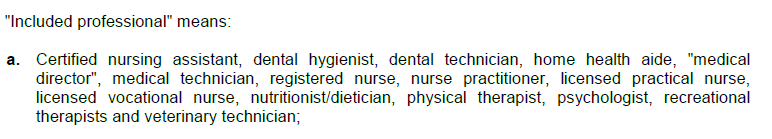 "Included professional" means:
a. Certified nursing assistant, dental hygienist, dental technician, home health aide, "medical
director", medical technician, registered nurse, nurse practitioner, licensed practical nurse,
licensed vocational nurse, nutritionist/dietician, physical therapist, psychologist, recreational
therapists and veterinary technician;